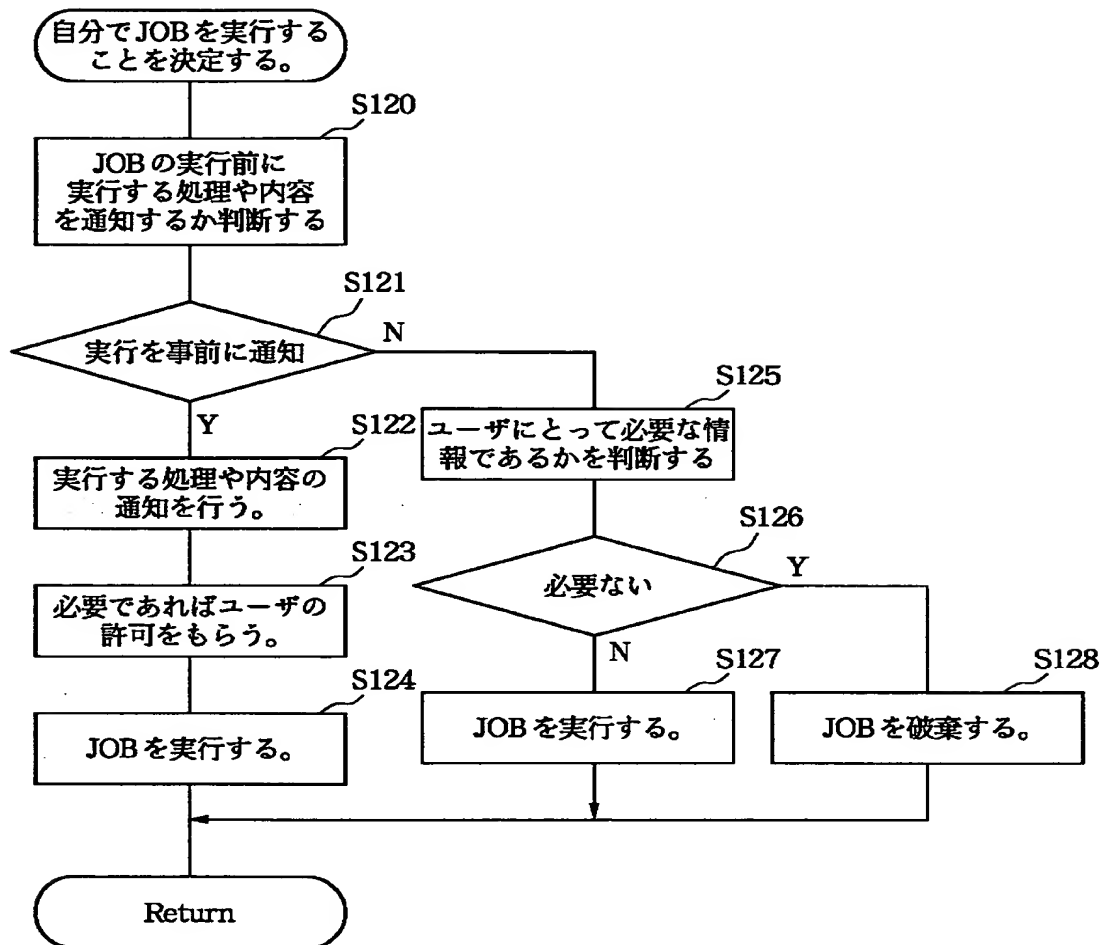 自分でJOBを実行する
ことを決定する。
S120
JOBの実行前に
実行する処理や内容
を通知するか判断する
S121
実行を事前に通知
N
Y
S122
実行する処理や内容の
通知を行う。
S123
必要であればユーザの
許可をもらう。
S124
JOBを実行する。
S125
ユーザにとって必要な情
報であるかを判断する
S126
必要ない
Y
N
S127
JOBを実行する。
S128
JOBを破棄する。
Return